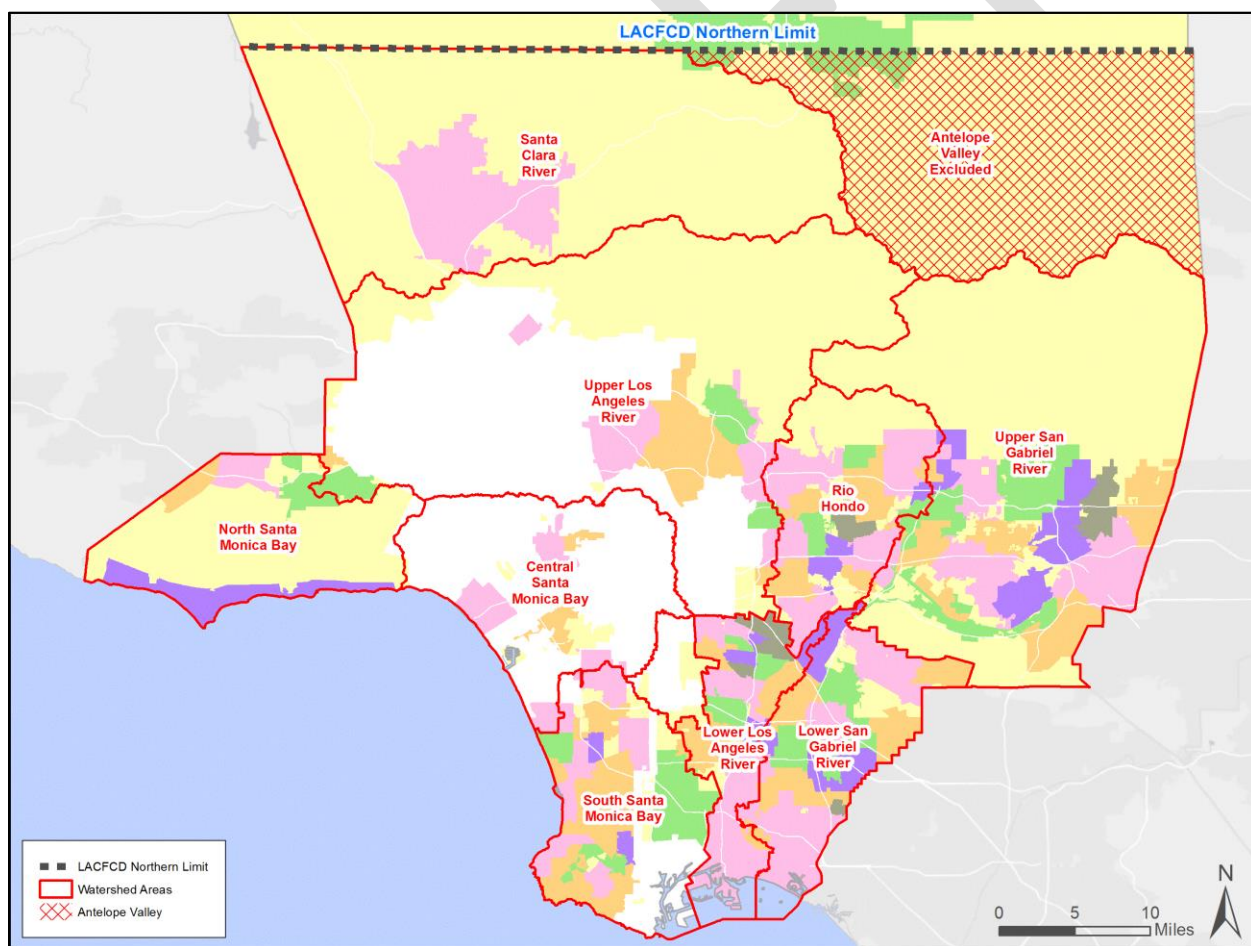 LACFCD Northern Limit
Santa
Clara
River
Antelope
Valley
Excluded
Upper Los
Angeles
River
Upper San
Gabriel
River
Rio
Hondo
North Santa
Monica Bay
Central
Santa
Monica Bay
Lower Los
Angeles
River
Lower San
Gabriel
River
South Santa
Monica Bay
LACFCD Northern Limit
Watershed Areas
Antelope Valley
N
0 5 10
Miles